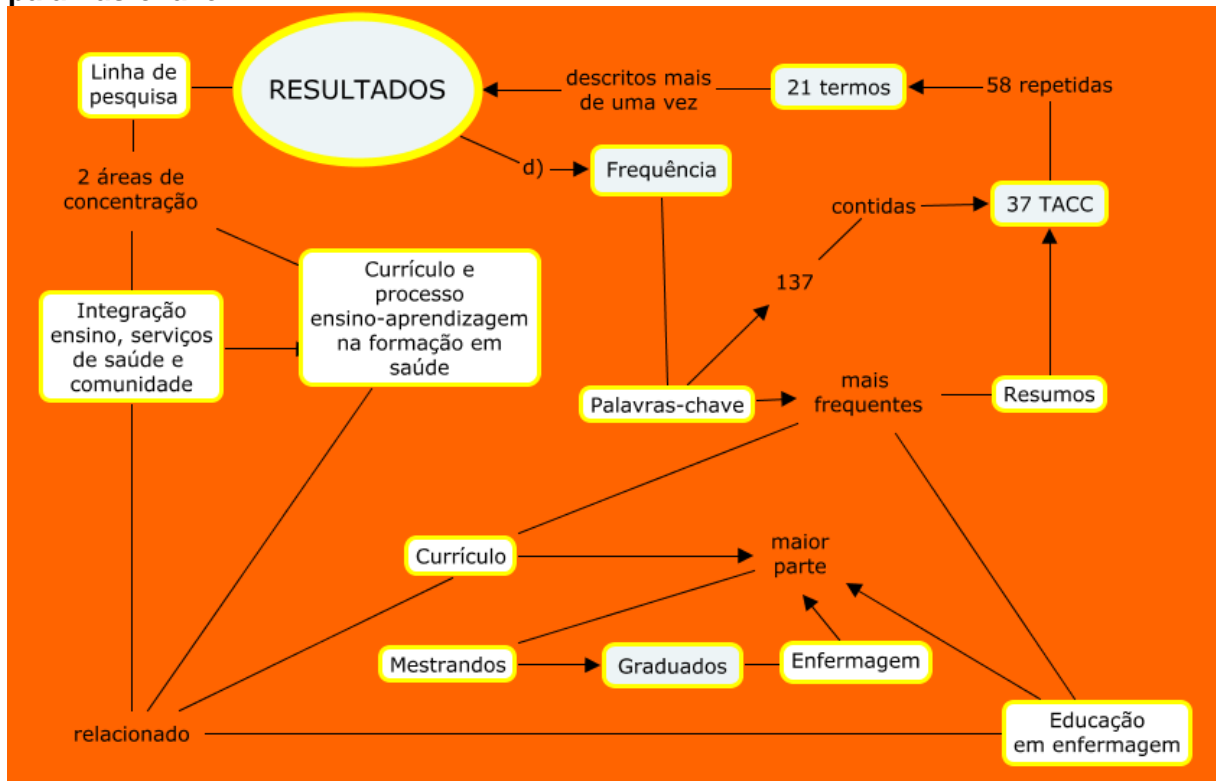 Linha de
pesquisa
RESULTADOS
descritos mais
de uma vez
21 termos
58 repetidas
d)
Frequência
2 áreas de
concentração
contidas
37 TACC
137
Integração
ensino, serviços
de saúde e
comunidade
Currículo e
processo
ensino-aprendizagem
na formação em
saúde
Palavras-chave
mais
frequentes
Resumos
Currículo
maior
parte
Mestrandos
Graduados
Enfermagem
relacionado
Educação
em enfermagem